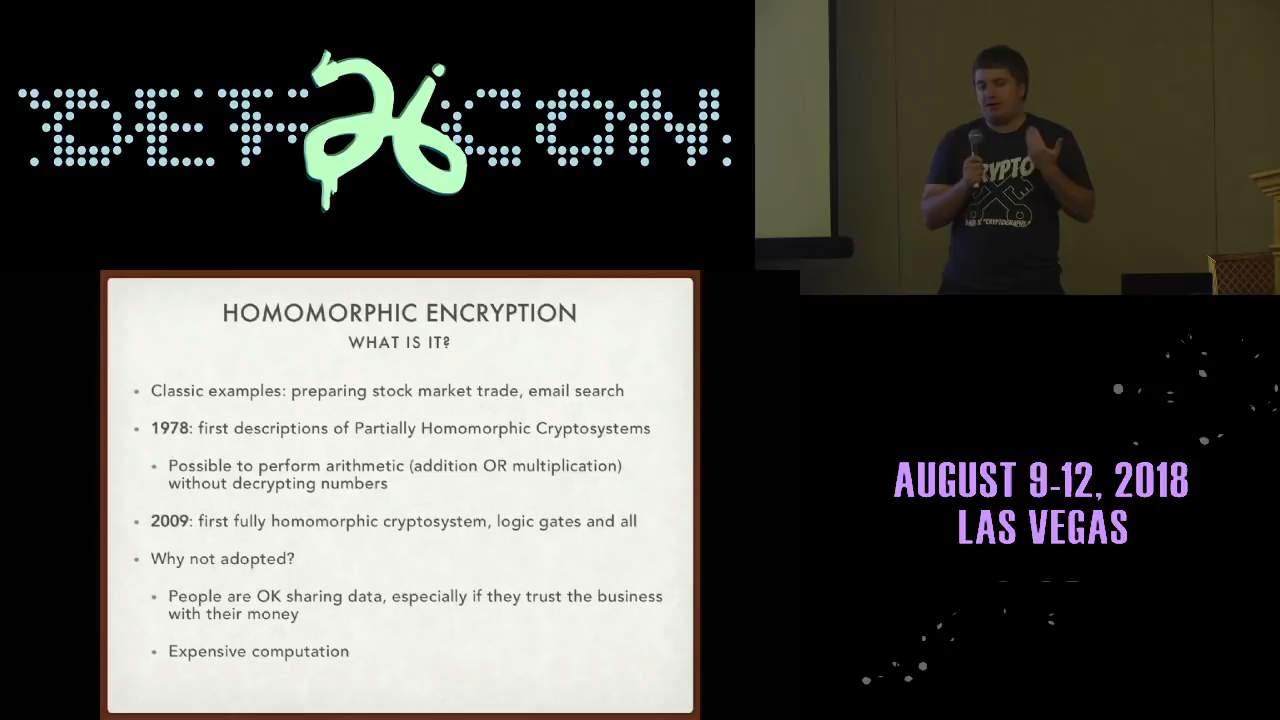 DEF CON 26
CRYPTO
HOMOMORPHIC ENCRYPTION
WHAT IS IT?
• Classic examples: preparing stock market trade, email search
• 1978: first descriptions of Partially Homomorphic Cryptosystems
• Possible to perform arithmetic (addition OR multiplication)
without decrypting numbers
• 2009: first fully homomorphic cryptosystem, logic gates and all
• Why not adopted?
• People are OK sharing data, especially if they trust the business
with their money
• Expensive computation
AUGUST 9-12, 2018
LAS VEGAS